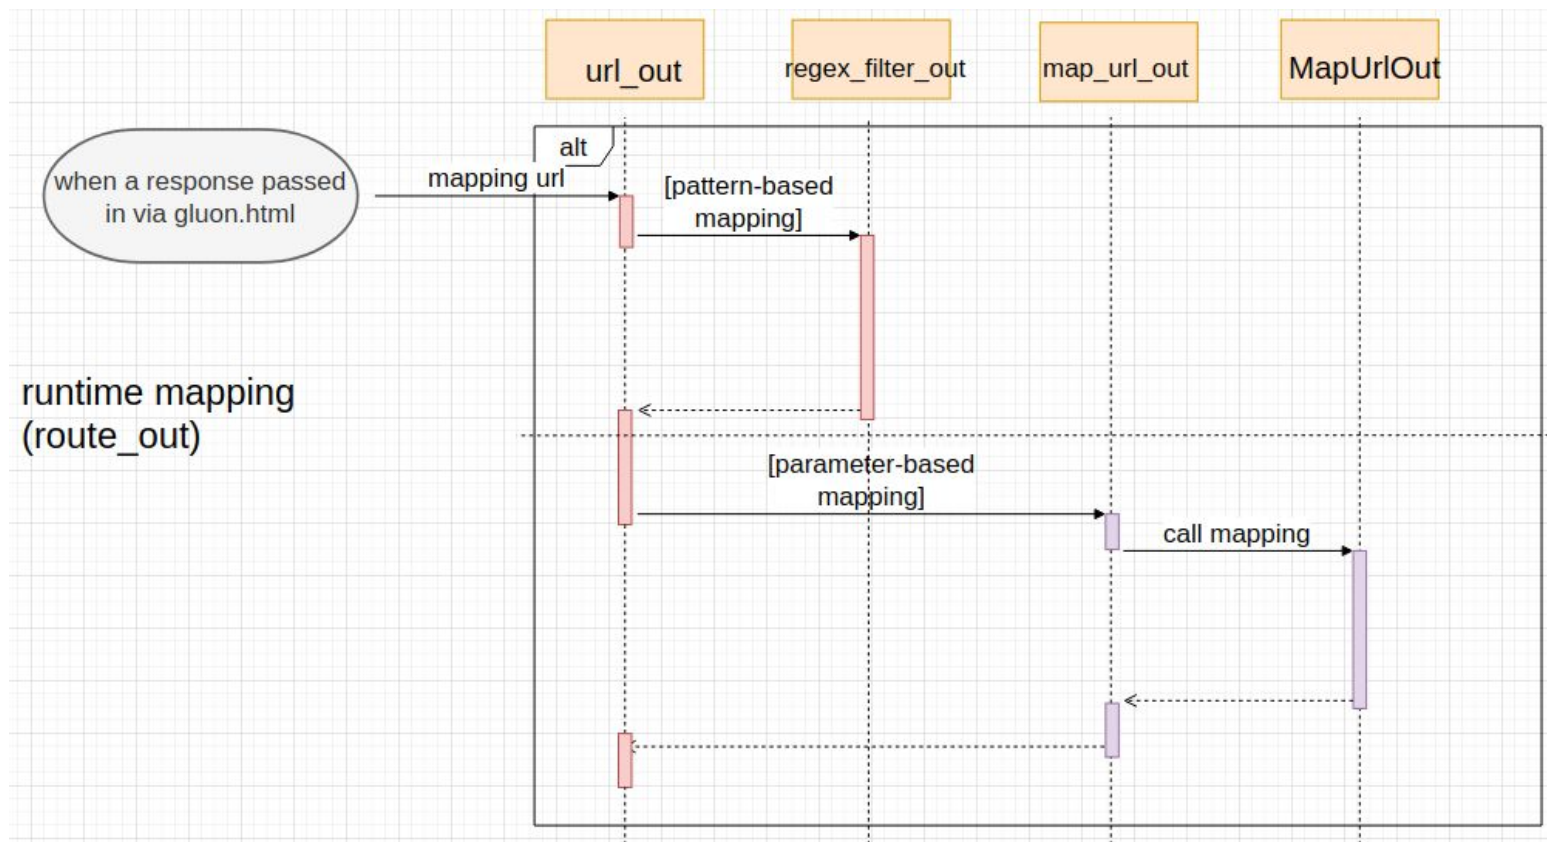 url_out
regex_filter_out
map_url_out
MapUrlOut
alt
when a response passed
in via gluon.html
mapping url
[pattern-based
mapping]
runtime mapping
(route_out)
[parameter-based
mapping]
call mapping